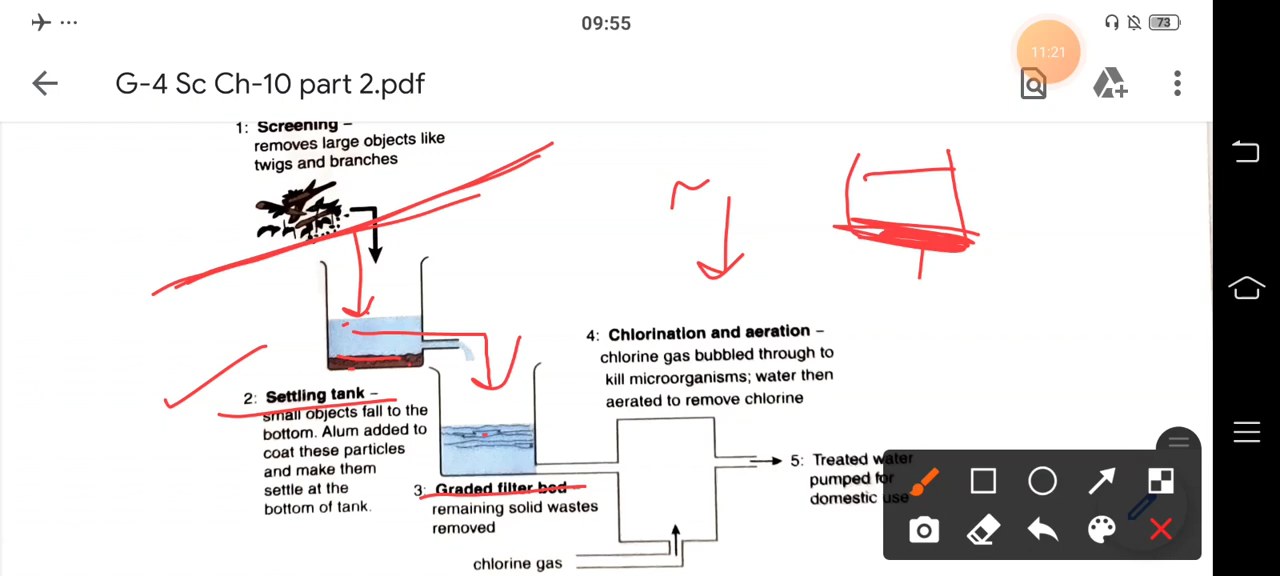 09:55
73
11:21
G-4 Sc Ch-10 part 2.pdf
1: Screening –
removes large objects like
twigs and branches
2: Settling tank –
small objects fall to the
bottom. Alum added to
coat these particles
and make them
settle at the
bottom of tank.
3: Graded filter bed –
remaining solid wastes
removed
4: Chlorination and aeration –
chlorine gas bubbled through to
kill microorganisms; water then
aerated to remove chlorine
chlorine gas
5: Treated water
pumped for
domestic use